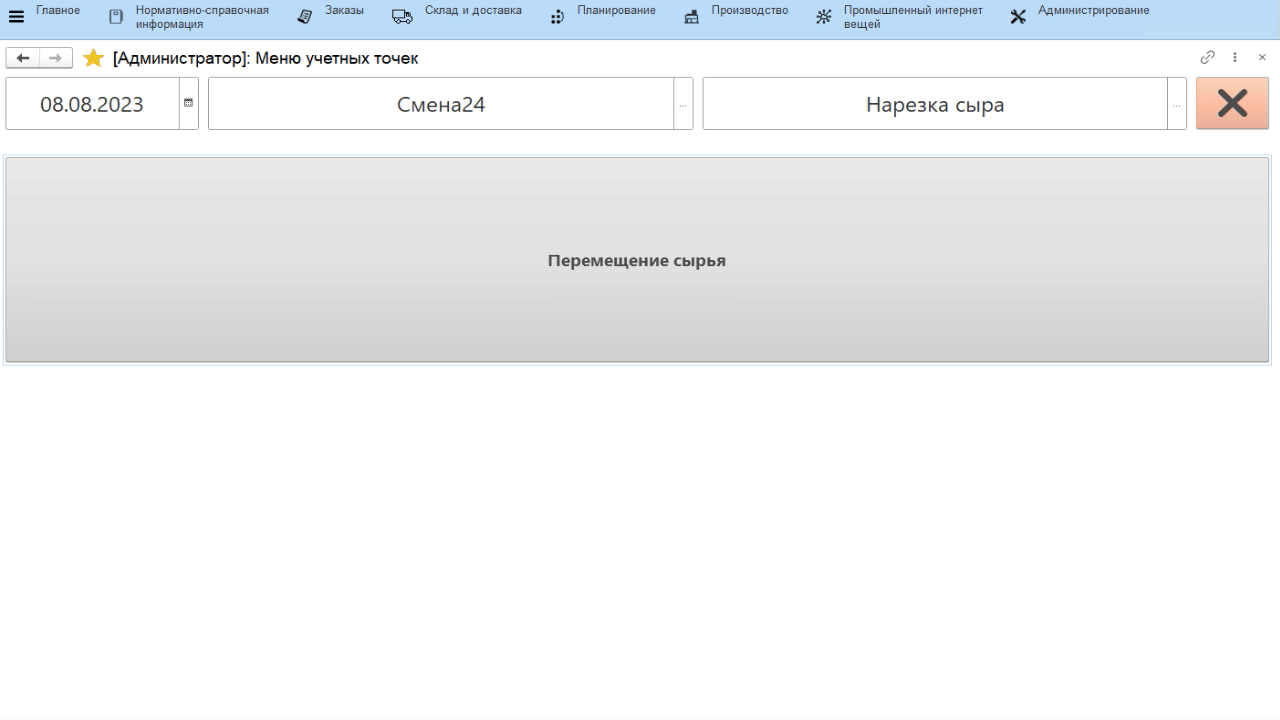 Главное
Нормативно-справочная
информация
Заказы
Склад и доставка
Планирование
Производство
Промышленный интернет
вещей
Администрирование
[Администратор]: Меню учетных точек
08.08.2023
Смена24
...
Нарезка сыра
...
Перемещение сырья